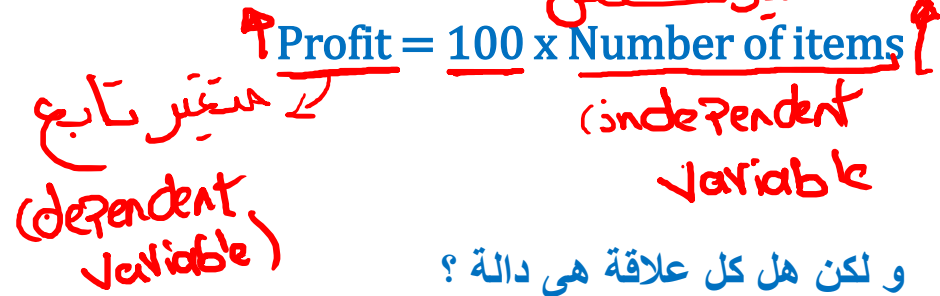 Profit = 100 x Number of items
متغير تابع
(independent
variable
(dependent
variable)
و لكن هل كل علاقة هى دالة ؟